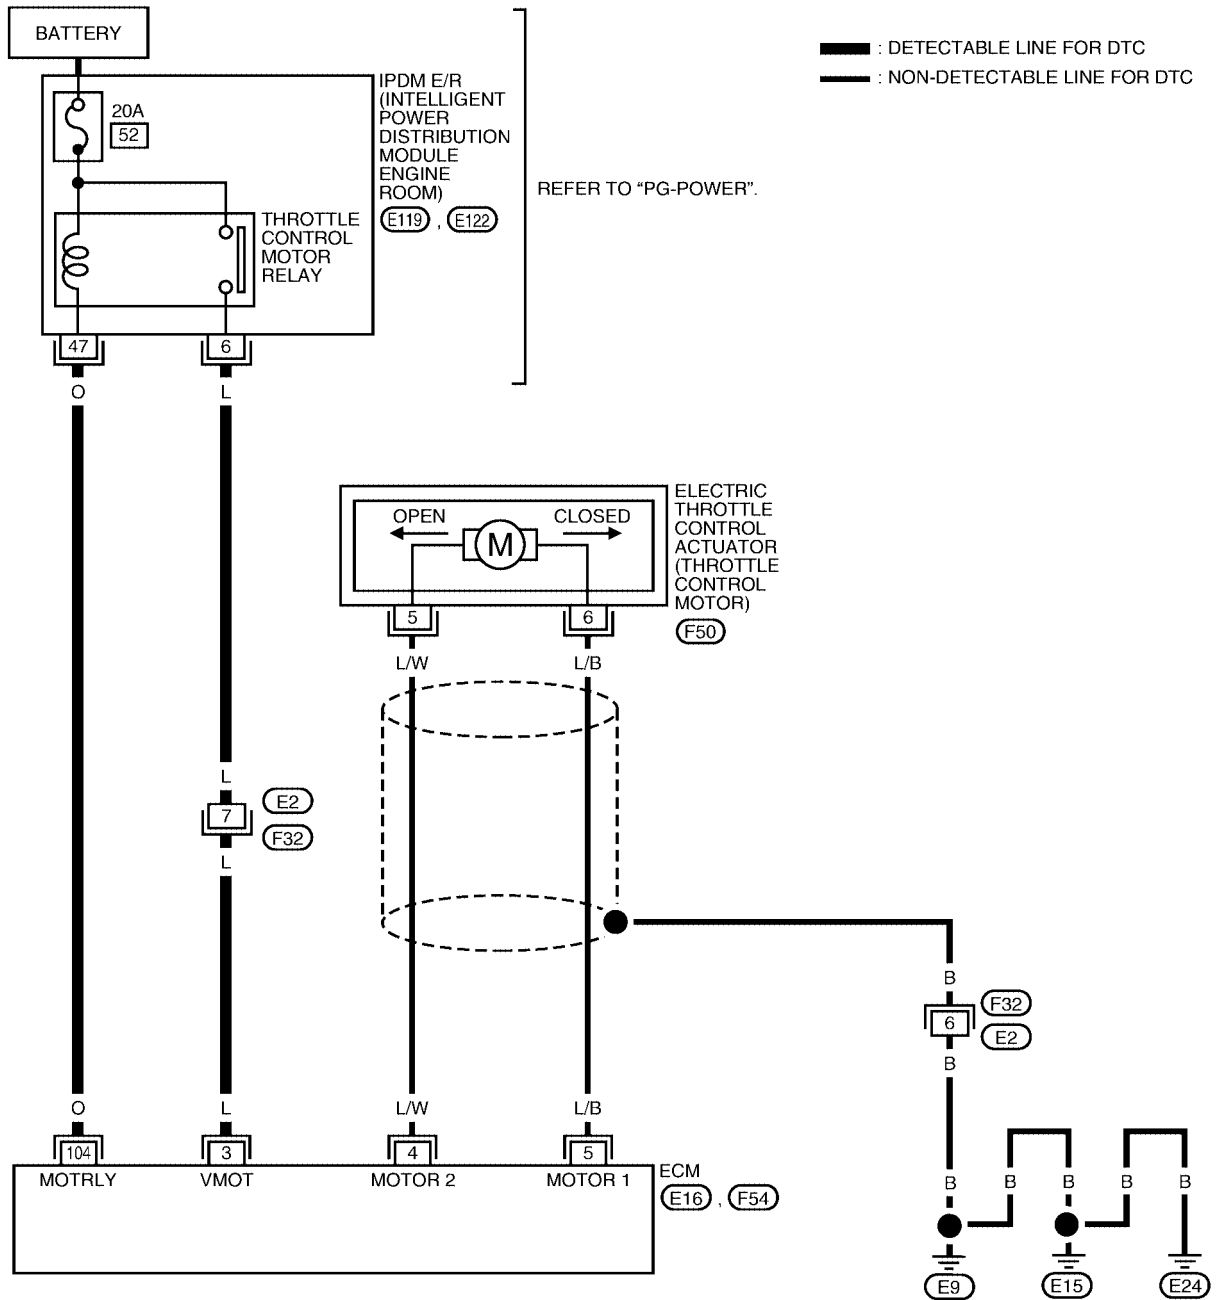 BATTERY
: DETECTABLE LINE FOR DTC
: NON-DETECTABLE LINE FOR DTC
20A
52
IPDM E/R
(INTELLIGENT
POWER
DISTRIBUTION
MODULE
ENGINE
ROOM)
E119 , E122
REFER TO “PG-POWER”.
THROTTLE
CONTROL
MOTOR
RELAY
47
6
O
L
ELECTRIC
THROTTLE
CONTROL
ACTUATOR
(THROTTLE
CONTROL
MOTOR)
F50
OPEN
CLOSED
M
5
6
L/W
L/B
L
7
E2
F32
L
B
6
F32
E2
B
O
L
L/W
L/B
104
3
4
5
MOTRLY
VMOT
MOTOR 2
MOTOR 1
ECM
E16 , F54
B
B
B
B
B
E9
E15
E24